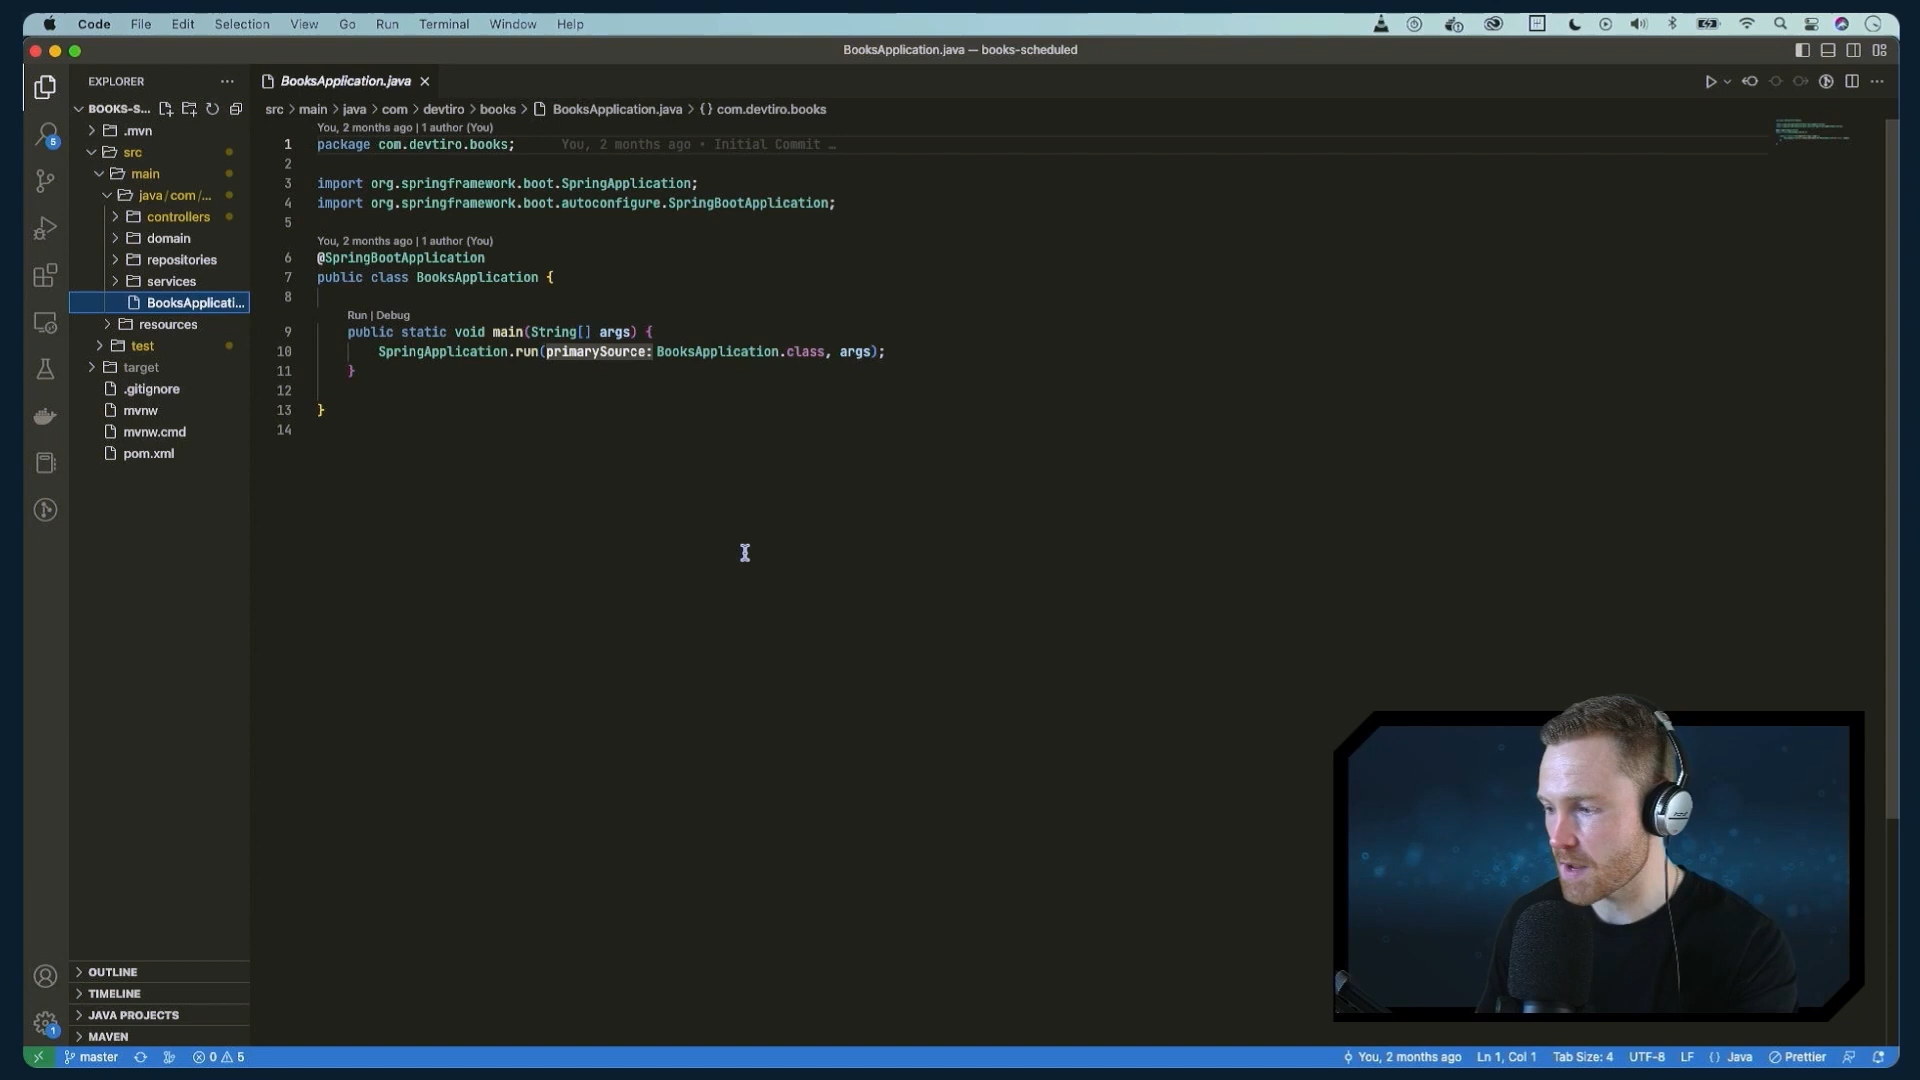 Code File Edit Selection View Go Run Terminal Window Help
BooksApplication.java — books-scheduled
EXPLORER
BooksApplication.java
BOOKS-S...
src > main > java > com > devtiro > books > BooksApplication.java > {} com.devtiro.books
5
.mvn
src
main
java/com/...
controllers
domain
repositories
services
BooksApplicati...
resources
test
target
.gitignore
mvnw
mvnw.cmd
pom.xml
You, 2 months ago | 1 author (You)
1 package com.devtiro.books; You, 2 months ago • Initial Commit …
2
3 import org.springframework.boot.SpringApplication;
4 import org.springframework.boot.autoconfigure.SpringBootApplication;
5
You, 2 months ago | 1 author (You)
6 @SpringBootApplication
7 public class BooksApplication {
8
Run | Debug
9 public static void main(String[] args) {
10 SpringApplication.run(primarySource: BooksApplication.class, args);
11 }
12
13 }
14
OUTLINE
TIMELINE
JAVA PROJECTS
MAVEN
1
master 0 5 You, 2 months ago Ln 1, Col 1 Tab Size: 4 UTF-8 LF {} Java Prettier